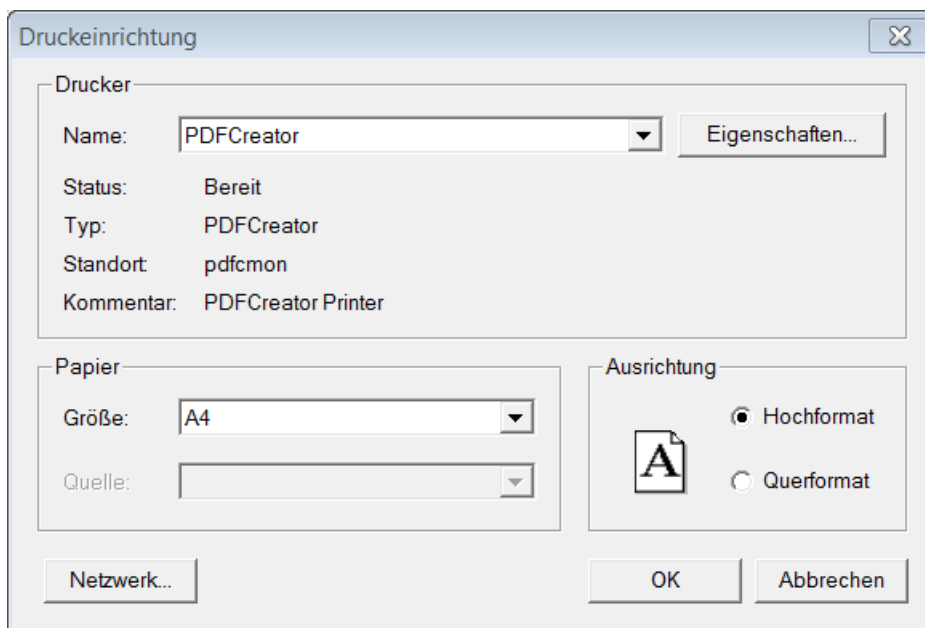 Druckeinrichtung
Drucker
Name: PDFCreator Eigenschaften...
Status: Bereit
Typ: PDFCreator
Standort: pdfcmon
Kommentar: PDFCreator Printer
Papier
Größe: A4
Quelle:
Ausrichtung
A
Hochformat
Querformat
Netzwerk... OK Abbrechen